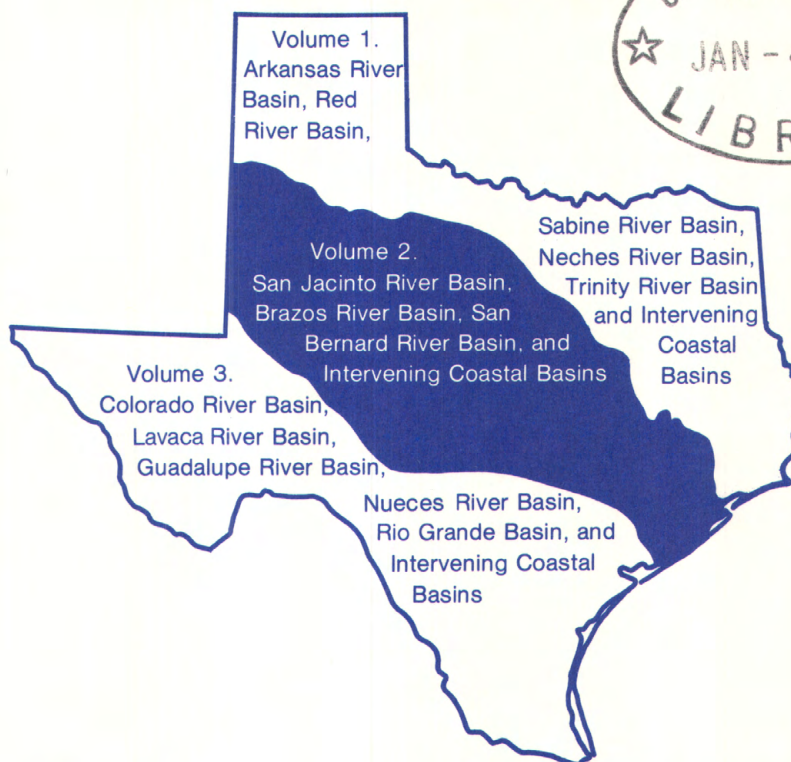 Volume 1.
Arkansas River
Basin, Red
River Basin,
JAN -
LIBR
Sabine River Basin,
Neches River Basin,
Trinity River Basin
and Intervening
Coastal
Basins
Volume 2.
San Jacinto River Basin,
Brazos River Basin, San
Bernard River Basin, and
Intervening Coastal Basins
Volume 3.
Colorado River Basin,
Lavaca River Basin,
Guadalupe River Basin,
Nueces River Basin,
Rio Grande Basin, and
Intervening Coastal
Basins